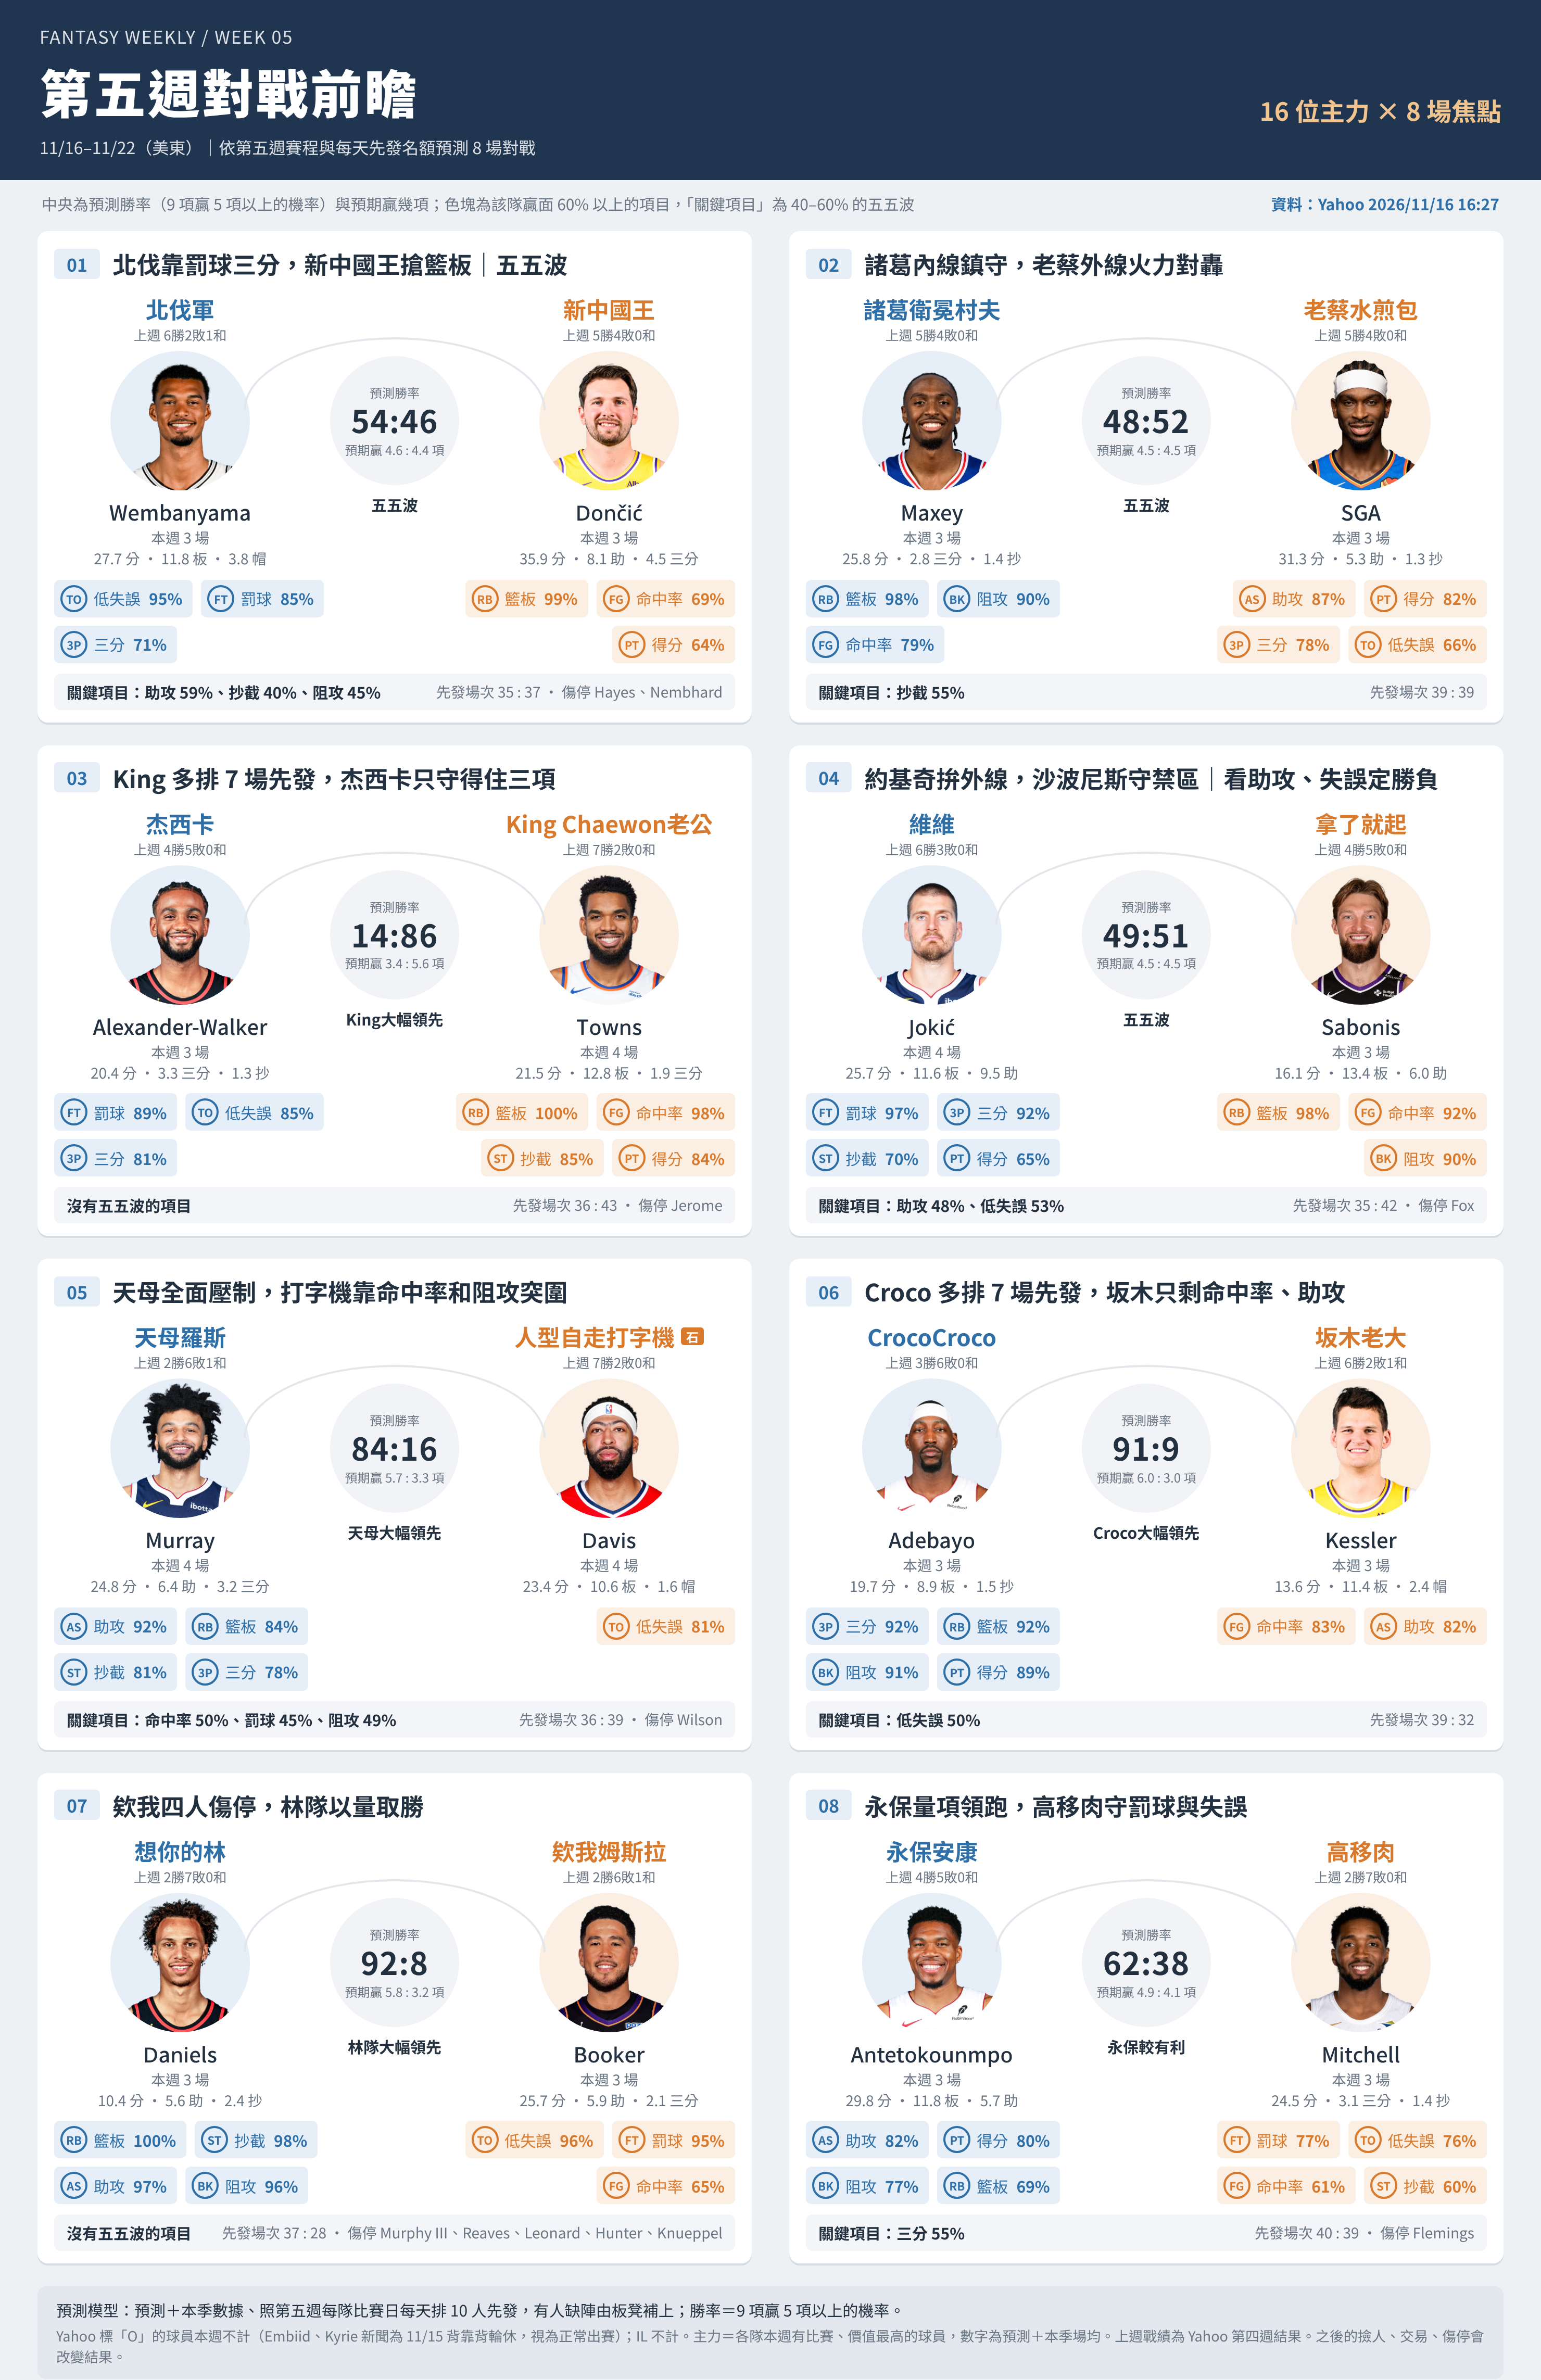 FANTASY WEEKLY / WEEK 05
第五週對戰前瞻
16 位主力 × 8 場焦點
11/16–11/22（美東）｜依第五週賽程與每天先發名額預測 8 場對戰
中央為預測勝率（9 項贏 5 項以上的機率）與預期贏幾項；色塊為該隊贏面 60% 以上的項目，「關鍵項目」為 40–60% 的五五波
資料：Yahoo 2026/11/16 16:27
01 北伐靠罰球三分，新中國王搶籃板｜五五波
北伐軍
上週 6勝2敗1和
新中國王
上週 5勝4敗0和
預測勝率
54:46
預期贏 4.6 : 4.4 項
五五波
Wembanyama
本週 3 場
27.7 分 · 11.8 板 · 3.8 帽
Dončić
本週 3 場
35.9 分 · 8.1 助 · 4.5 三分
TO 低失誤 95% FT 罰球 85%
3P 三分 71%
RB 籃板 99% FG 命中率 69%
PT 得分 64%
關鍵項目：助攻 59%、抄截 40%、阻攻 45%
先發場次 35 : 37 · 傷停 Hayes、Nembhard
02 諸葛內線鎮守，老蔡外線火力對轟
諸葛衛冕村夫
上週 5勝4敗0和
老蔡水煎包
上週 5勝4敗0和
預測勝率
48:52
預期贏 4.5 : 4.5 項
五五波
Maxey
本週 3 場
25.8 分 · 2.8 三分 · 1.4 抄
SGA
本週 3 場
31.3 分 · 5.3 助 · 1.3 抄
RB 籃板 98% BK 阻攻 90%
FG 命中率 79%
AS 助攻 87% PT 得分 82%
3P 三分 78% TO 低失誤 66%
關鍵項目：抄截 55%
先發場次 39 : 39
03 King 多排 7 場先發，杰西卡只守得住三項
杰西卡
上週 4勝5敗0和
King Chaewon老公
上週 7勝2敗0和
預測勝率
14:86
預期贏 3.4 : 5.6 項
King大幅領先
Alexander-Walker
本週 3 場
20.4 分 · 3.3 三分 · 1.3 抄
Towns
本週 4 場
21.5 分 · 12.8 板 · 1.9 三分
FT 罰球 89% TO 低失誤 85%
3P 三分 81%
RB 籃板 100% FG 命中率 98%
ST 抄截 85% PT 得分 84%
沒有五五波的項目
先發場次 36 : 43 · 傷停 Jerome
04 約基奇拚外線，沙波尼斯守禁區｜看助攻、失誤定勝負
維維
上週 6勝3敗0和
拿了就起
上週 4勝5敗0和
預測勝率
49:51
預期贏 4.5 : 4.5 項
五五波
Jokić
本週 4 場
25.7 分 · 11.6 板 · 9.5 助
Sabonis
本週 3 場
16.1 分 · 13.4 板 · 6.0 助
FT 罰球 97% 3P 三分 92%
ST 抄截 70% PT 得分 65%
RB 籃板 98% FG 命中率 92%
BK 阻攻 90%
關鍵項目：助攻 48%、低失誤 53%
先發場次 35 : 42 · 傷停 Fox
05 天母全面壓制，打字機靠命中率和阻攻突圍
天母羅斯
上週 2勝6敗1和
人型自走打字機 石
上週 7勝2敗0和
預測勝率
84:16
預期贏 5.7 : 3.3 項
天母大幅領先
ibotta
Murray
本週 4 場
24.8 分 · 6.4 助 · 3.2 三分
Davis
本週 4 場
23.4 分 · 10.6 板 · 1.6 帽
AS 助攻 92% RB 籃板 84%
ST 抄截 81% 3P 三分 78%
TO 低失誤 81%
關鍵項目：命中率 50%、罰球 45%、阻攻 49%
先發場次 36 : 39 · 傷停 Wilson
06 Croco 多排 7 場先發，坂木只剩命中率、助攻
CrocoCroco
上週 3勝6敗0和
坂木老大
上週 6勝2敗1和
預測勝率
91:9
預期贏 6.0 : 3.0 項
Croco大幅領先
Adebayo
本週 3 場
19.7 分 · 8.9 板 · 1.5 抄
Kessler
本週 3 場
13.6 分 · 11.4 板 · 2.4 帽
3P 三分 92% RB 籃板 92%
BK 阻攻 91% PT 得分 89%
FG 命中率 83% AS 助攻 82%
關鍵項目：低失誤 50%
先發場次 39 : 32
07 欸我四人傷停，林隊以量取勝
想你的林
上週 2勝7敗0和
欸我姆斯拉
上週 2勝6敗1和
預測勝率
92:8
預期贏 5.8 : 3.2 項
林隊大幅領先
Daniels
本週 3 場
10.4 分 · 5.6 助 · 2.4 抄
Booker
本週 3 場
25.7 分 · 5.9 助 · 2.1 三分
RB 籃板 100% ST 抄截 98%
AS 助攻 97% BK 阻攻 96%
TO 低失誤 96% FT 罰球 95%
FG 命中率 65%
沒有五五波的項目
先發場次 37 : 28 · 傷停 Murphy III、Reaves、Leonard、Hunter、Knueppel
08 永保量項領跑，高移肉守罰球與失誤
永保安康
上週 4勝5敗0和
高移肉
上週 2勝7敗0和
預測勝率
62:38
預期贏 4.9 : 4.1 項
永保較有利
Antetokounmpo
本週 3 場
29.8 分 · 11.8 板 · 5.7 助
Mitchell
本週 3 場
24.5 分 · 3.1 三分 · 1.4 抄
AS 助攻 82% PT 得分 80%
BK 阻攻 77% RB 籃板 69%
FT 罰球 77% TO 低失誤 76%
FG 命中率 61% ST 抄截 60%
關鍵項目：三分 55%
先發場次 40 : 39 · 傷停 Flemings
預測模型：預測＋本季數據、照第五週每隊比賽日每天排 10 人先發，有人缺陣由板凳補上；勝率＝9 項贏 5 項以上的機率。
Yahoo 標「O」的球員本週不計（Embiid、Kyrie 新聞為 11/15 背靠背輪休，視為正常出賽）；IL 不計。主力＝各隊本週有比賽、價值最高的球員，數字為預測＋本季場均。上週戰績為 Yahoo 第四週結果。之後的撿人、交易、傷停會
改變結果。